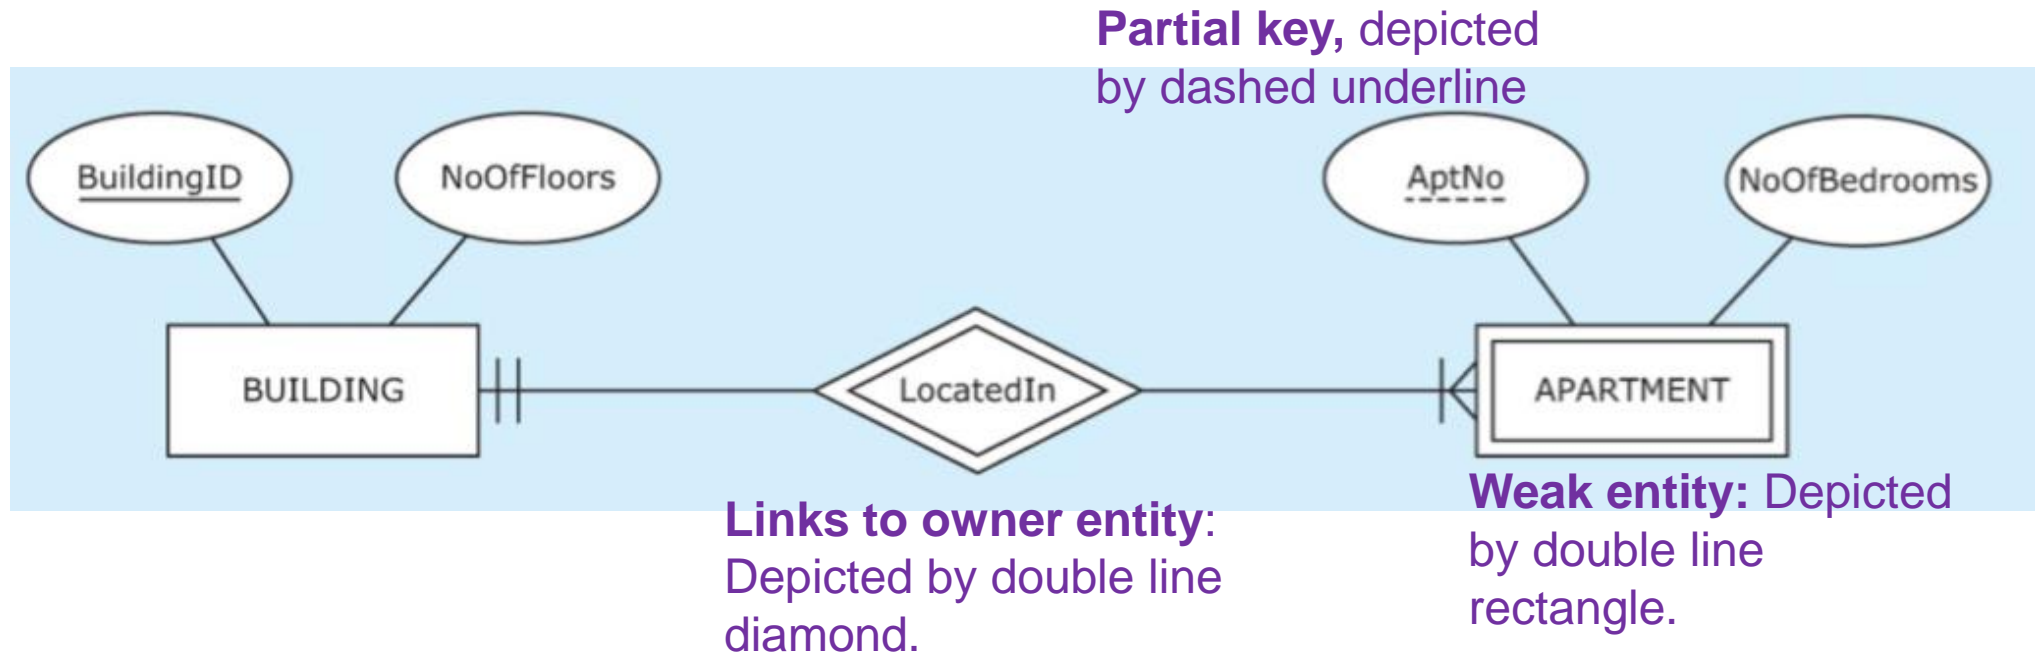 Partial key, depicted
by dashed underline
BuildingID
NoOfFloors
AptNo
NoOfBedrooms
BUILDING
LocatedIn
APARTMENT
Links to owner entity:
Depicted by double line
diamond.
Weak entity: Depicted
by double line
rectangle.